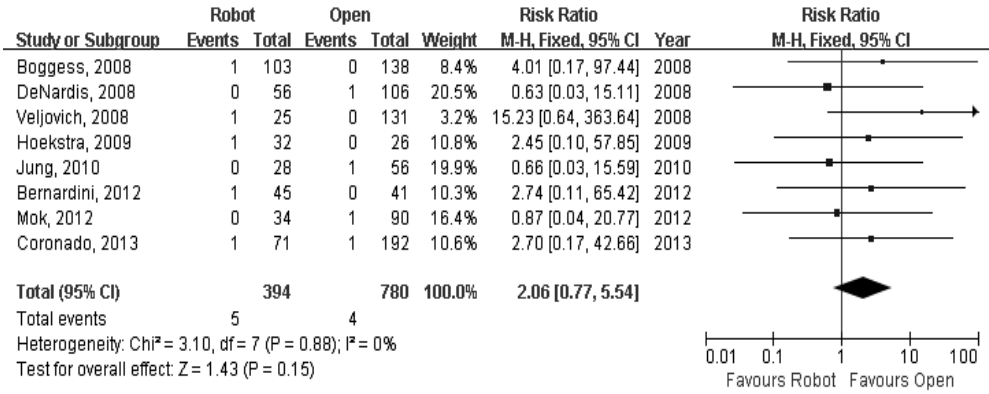 Robot Open Risk Ratio Risk Ratio
Study or Subgroup Events Total Events Total Weight M-H, Fixed, 95% CI Year M-H, Fixed, 95% CI
Boggess, 2008 1 103 0 138 8.4% 4.01 [0.17, 97.44] 2008
DeNardis, 2008 0 56 1 106 20.5% 0.63 [0.03, 15.11] 2008
Veljovich, 2008 1 25 0 131 3.2% 15.23 [0.64, 363.64] 2008
Hoekstra, 2009 1 32 0 26 10.8% 2.45 [0.10, 57.85] 2009
Jung, 2010 0 28 1 56 19.9% 0.66 [0.03, 15.59] 2010
Bernardini, 2012 1 45 0 41 10.3% 2.74 [0.11, 65.42] 2012
Mok, 2012 0 34 1 90 16.4% 0.87 [0.04, 20.77] 2012
Coronado, 2013 1 71 1 192 10.6% 2.70 [0.17, 42.66] 2013
Total (95% CI) 394 780 100.0% 2.06 [0.77, 5.54]
Total events 5 4
Heterogeneity: Chi² = 3.10, df = 7 (P = 0.88); I² = 0%
Test for overall effect: Z = 1.43 (P = 0.15)
0.01 0.1 1 10 100
Favours Robot Favours Open